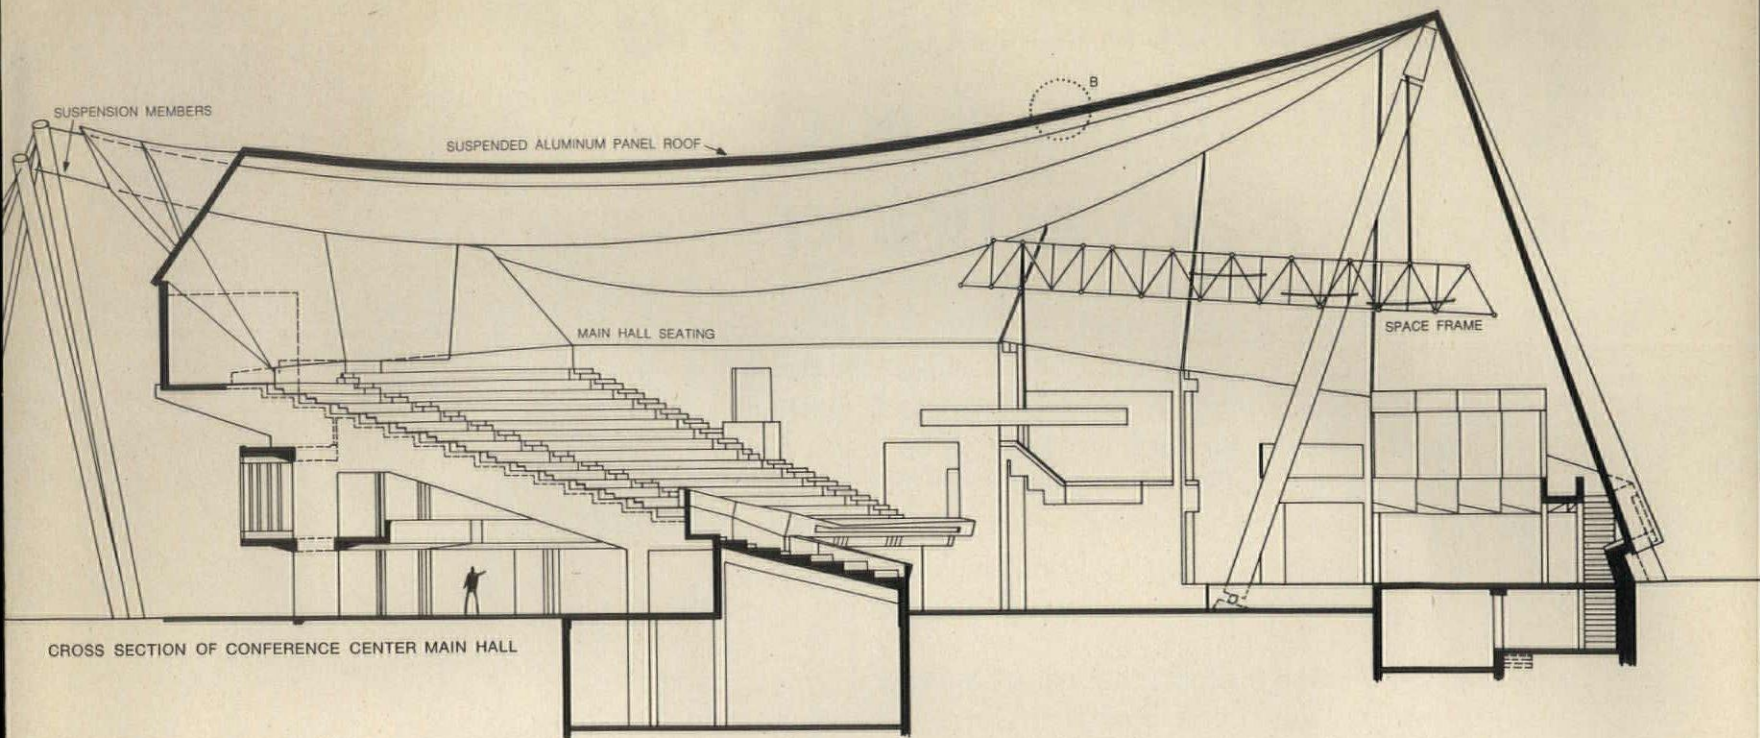 SUSPENSION MEMBERS
SUSPENDED ALUMINUM PANEL ROOF
B
MAIN HALL SEATING
SPACE FRAME
CROSS SECTION OF CONFERENCE CENTER MAIN HALL